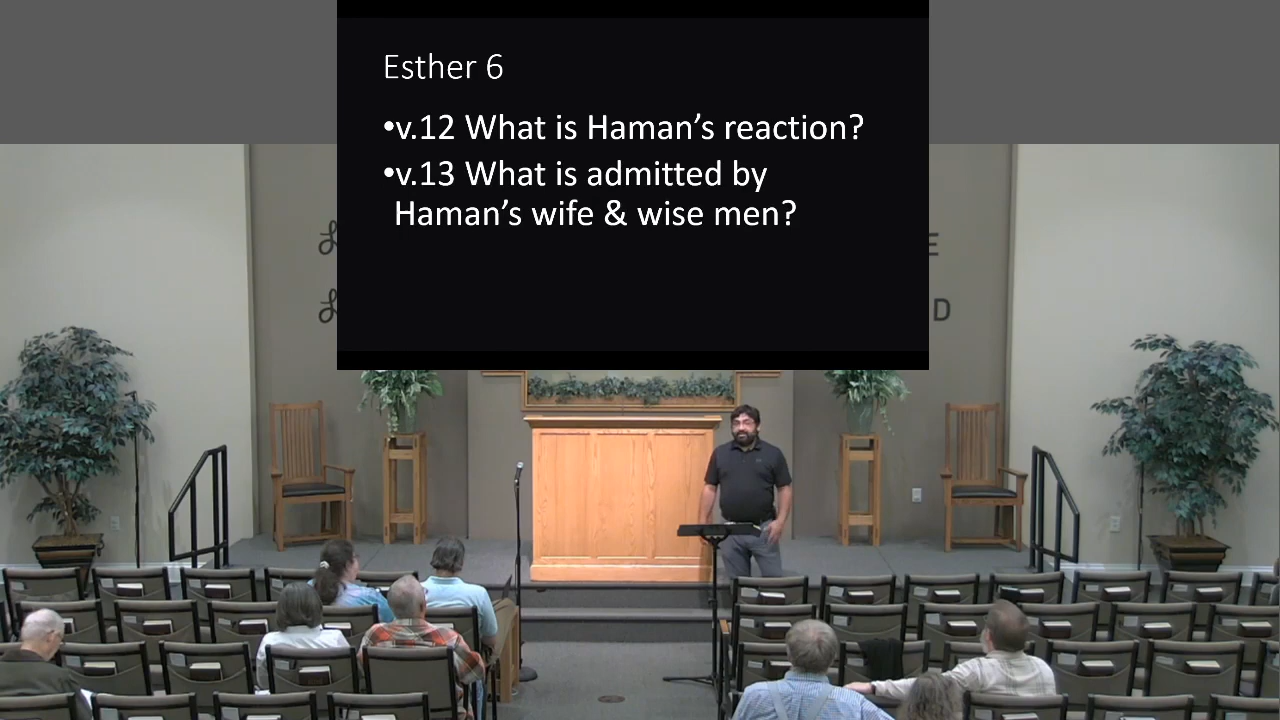 Esther 6
•v.12 What is Haman's reaction?
•v.13 What is admitted by
Haman's wife & wise men?
E
D